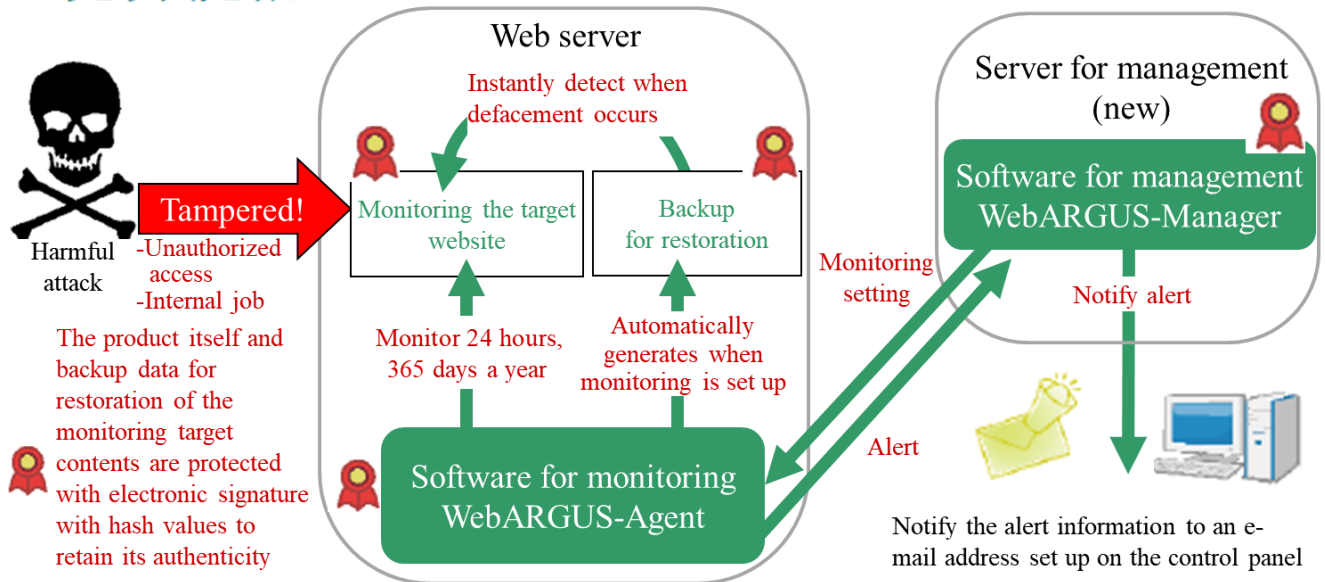 Web server
Instantly detect when
defacement occurs
Server for management
(new)
Software for management
WebARGUS-Manager
Tampered!
Harmful
attack
-Unauthorized
access
-Internal job
Monitoring the target
website
Backup
for restoration
Monitoring
setting
Notify alert
Monitor 24 hours,
365 days a year
Automatically
generates when
monitoring is set up
The product itself and
backup data for
restoration of the
monitoring target
contents are protected
with electronic signature
with hash values to
retain its authenticity
Software for monitoring
WebARGUS-Agent
Alert
Notify the alert information to an e-
mail address set up on the control panel